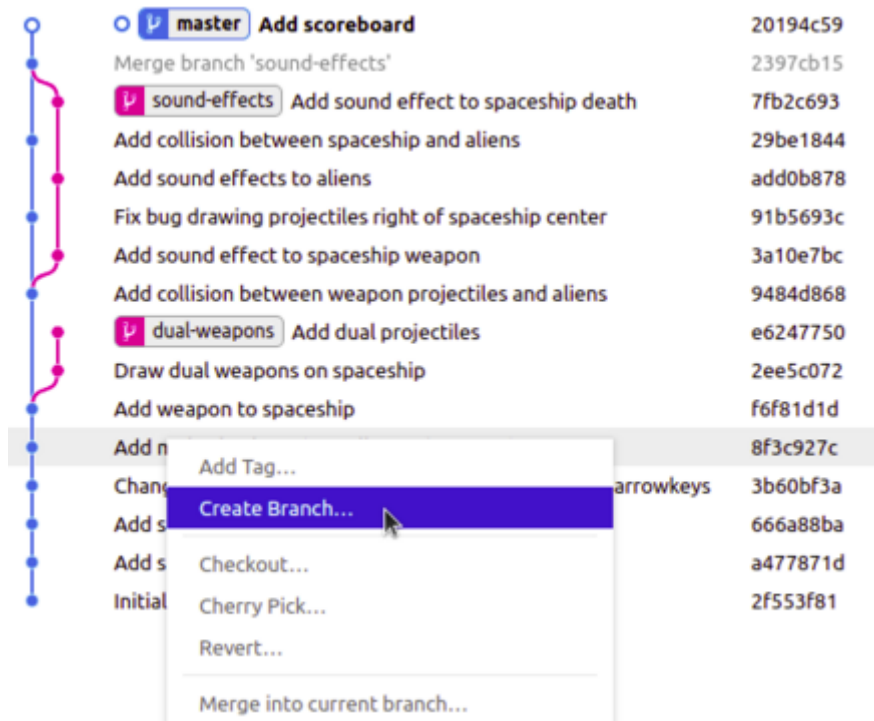 master Add scoreboard 20194c59
Merge branch 'sound-effects' 2397cb15
sound-effects Add sound effect to spaceship death 7fb2c693
Add collision between spaceship and aliens 29be1844
Add sound effects to aliens add0b878
Fix bug drawing projectiles right of spaceship center 91b5693c
Add sound effect to spaceship weapon 3a10e7bc
Add collision between weapon projectiles and aliens 9484d868
dual-weapons Add dual projectiles e6247750
Draw dual weapons on spaceship 2ee5c072
Add weapon to spaceship f6f81d1d
Add 8f3c927c
Add Tag...
arrowkeys 3b60bf3a
Create Branch...
Add 666a88ba
Add a477871d
Checkout...
Initial 2f553f81
Cherry Pick...
Revert...
Merge into current branch...